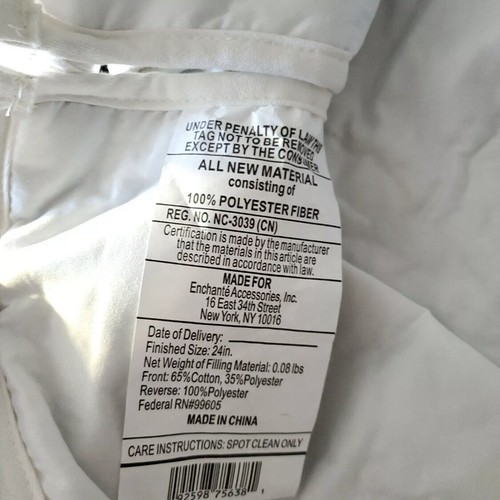 UNDER PENALTY OF LAW THIS
TAG NOT TO BE REMOVED
EXCEPT BY THE CONSUMER
ALL NEW MATERIAL
consisting of
100% POLYESTER FIBER
REG. NO. NC-3039 (CN)
Certification is made by the manufacturer
that the materials in this article are
described in accordance with law.
MADE FOR
Enchanté Accessories, Inc.
16 East 34th Street
New York, NY 10016
Date of Delivery:
Finished Size: 24in.
Net Weight of Filling Material: 0.08 lbs
Front: 65%Cotton, 35%Polyester
Reverse: 100%Polyester
Federal RN#99605
MADE IN CHINA
CARE INSTRUCTIONS: SPOT CLEAN ONLY
92598 75638 1